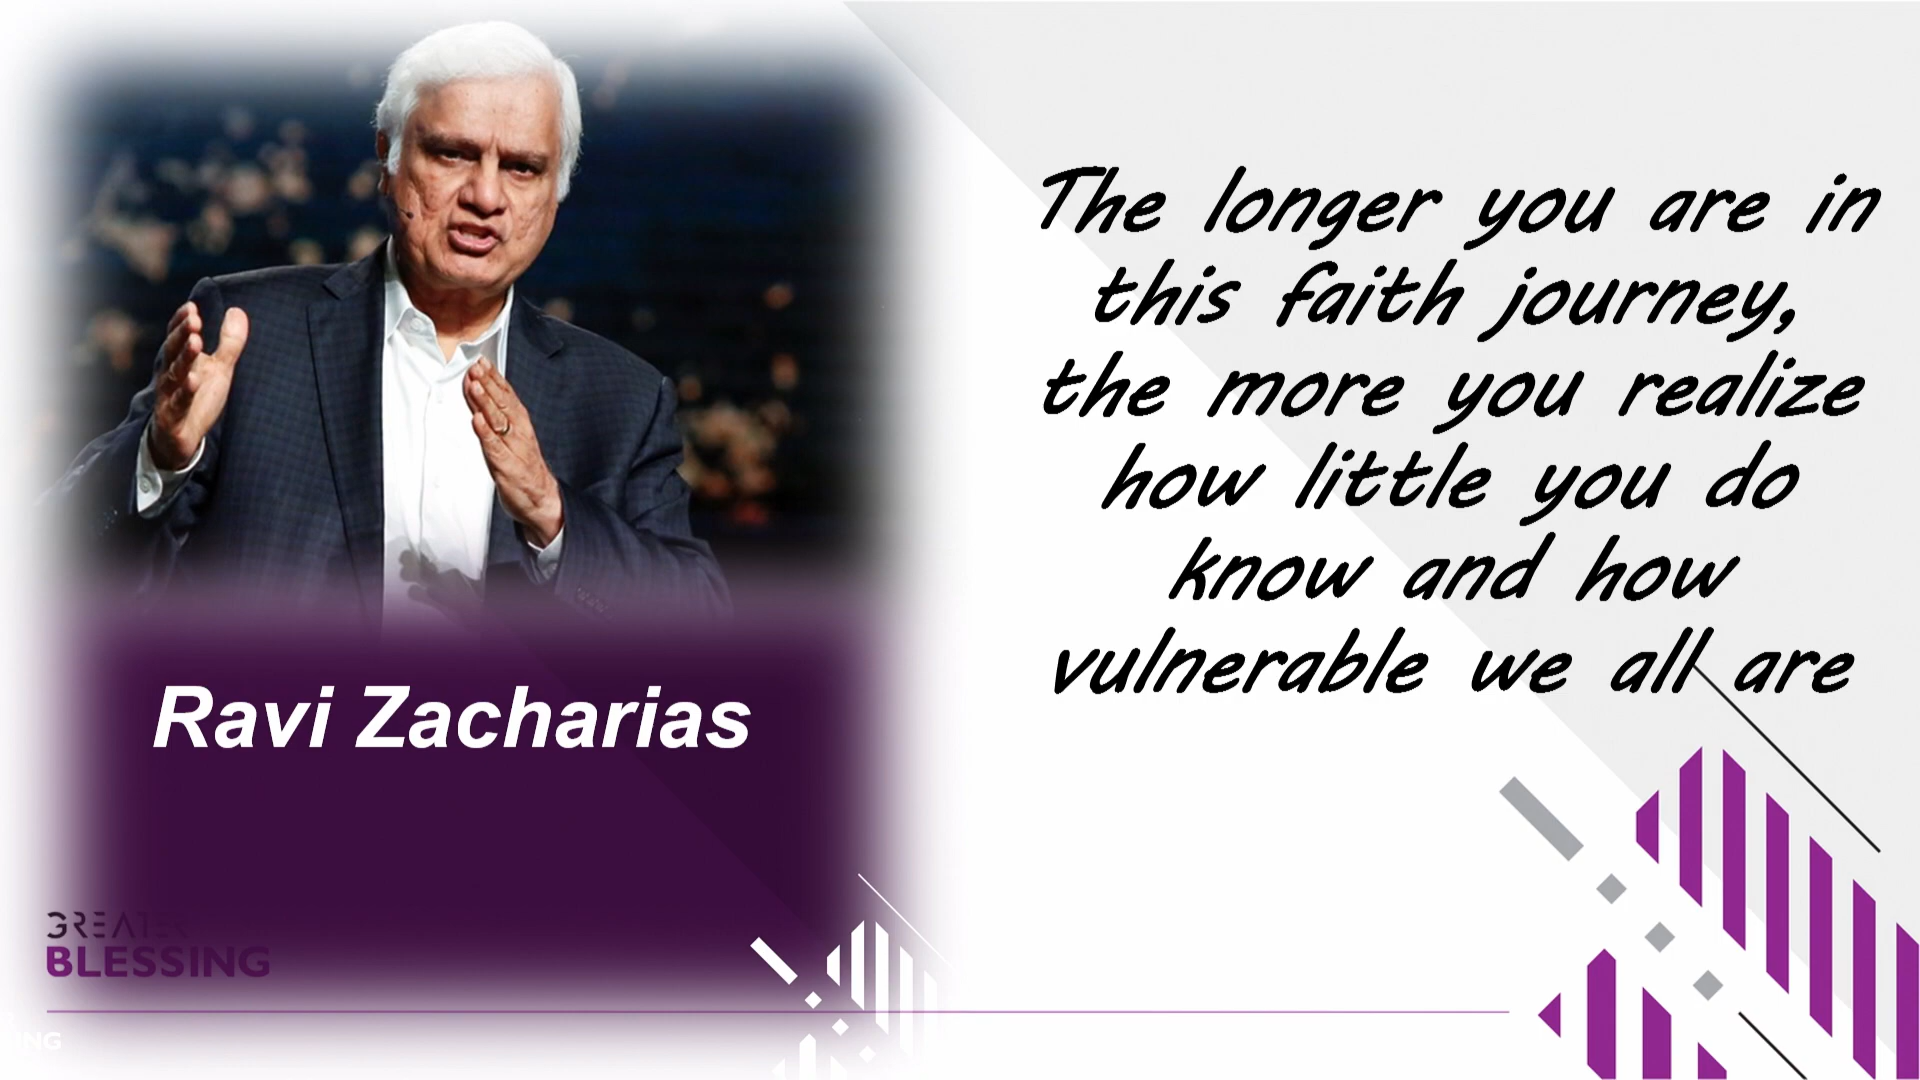 The longer you are in
this faith journey,
the more you realize
how little you do
know and how
vulnerable we all are
Ravi Zacharias
GREATER
BLESSING
ING